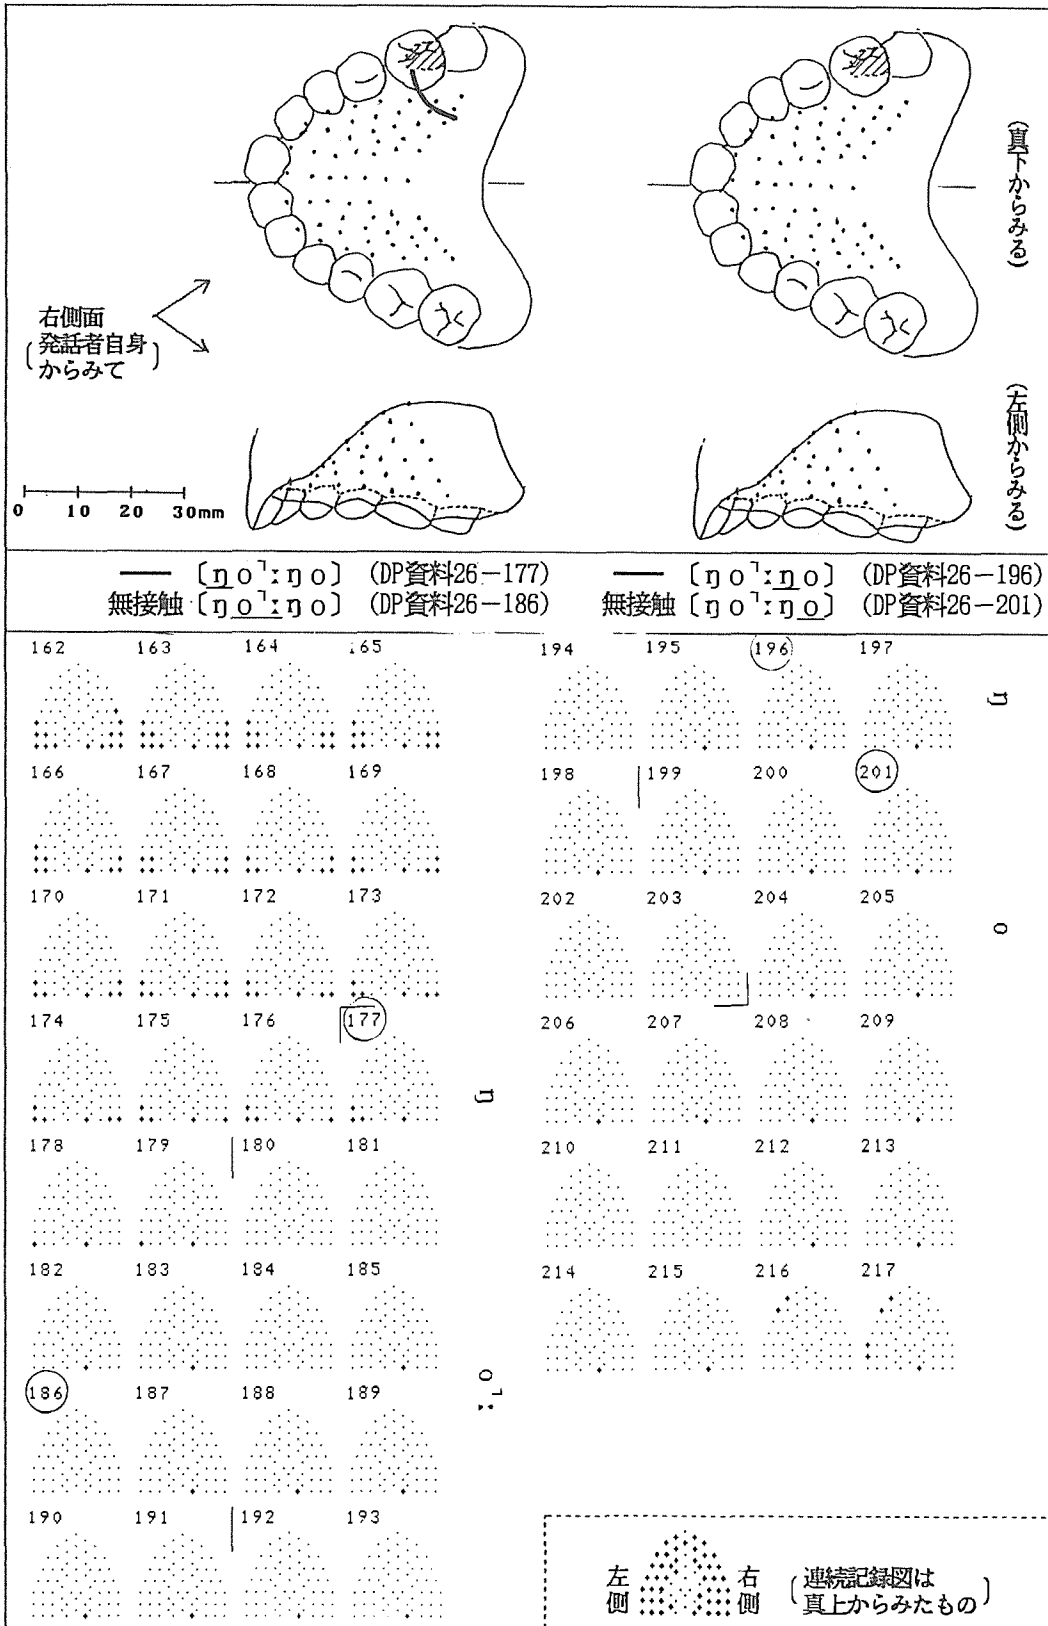 (真下からみる)
右側面
(発話者自身
からみて)
(左側からみる)
0 10 20 30mm
━━ 〔ŋo˥ːŋo〕 (DP資料26−177)
無接触 〔ŋo˥ːŋo〕 (DP資料26−186)
━━ 〔ŋo˥ːŋo〕 (DP資料26−196)
無接触 〔ŋo˥ːŋo〕 (DP資料26−201)
162 163 164 165
166 167 168 169
170 171 172 173
174 175 176 177
ŋ
178 179 180 181
182 183 184 185
o˥ː
186 187 188 189
190 191 192 193
194 195 196 197
ŋ
198 199 200 201
202 203 204 205
o
206 207 208 209
210 211 212 213
214 215 216 217
左側 右側
(連続記録図は
真上からみたもの)